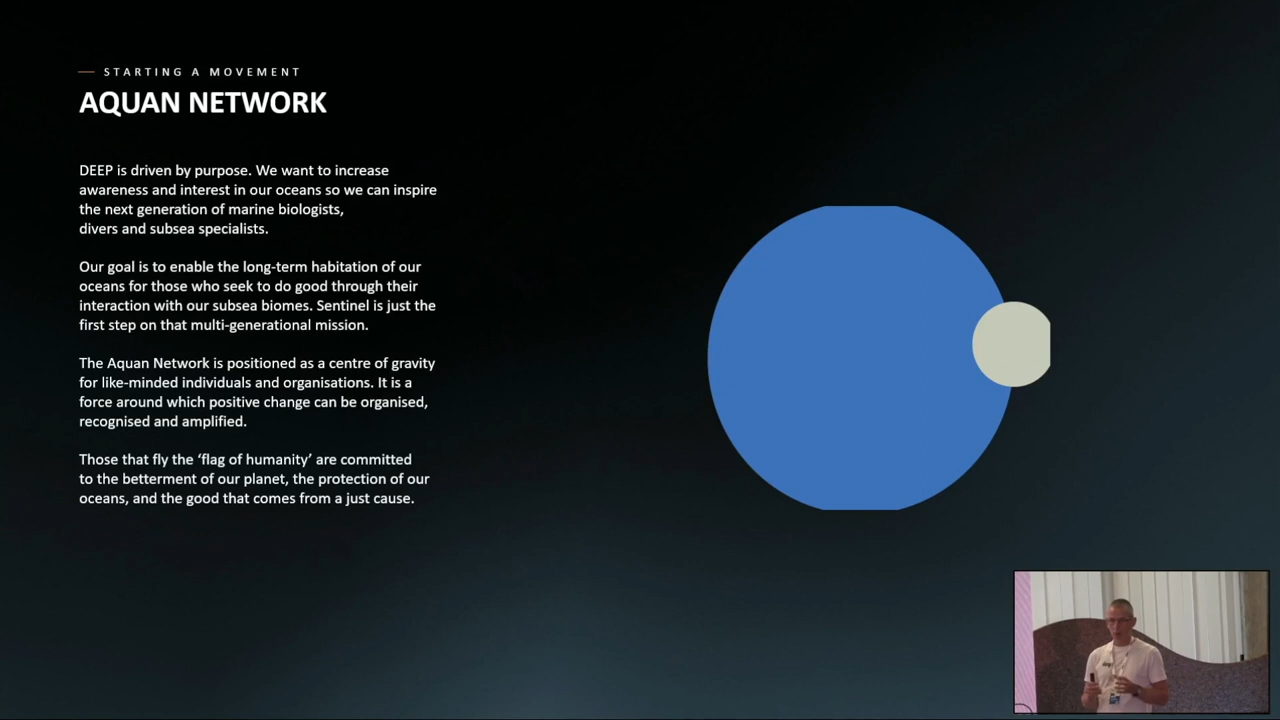 STARTING A MOVEMENT
AQUAN NETWORK
DEEP is driven by purpose. We want to increase
awareness and interest in our oceans so we can inspire
the next generation of marine biologists,
divers and subsea specialists.
Our goal is to enable the long-term habitation of our
oceans for those who seek to do good through their
interaction with our subsea biomes. Sentinel is just the
first step on that multi-generational mission.
The Aquan Network is positioned as a centre of gravity
for like-minded individuals and organisations. It is a
force around which positive change can be organised,
recognised and amplified.
Those that fly the ‘flag of humanity’ are committed
to the betterment of our planet, the protection of our
oceans, and the good that comes from a just cause.